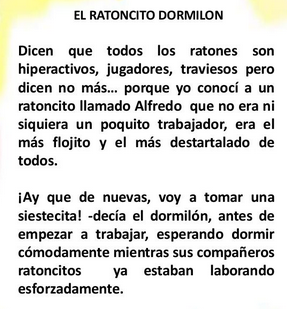 EL RATONCITO DORMILON
Dicen que todos los ratones son
hiperactivos, jugadores, traviesos pero
dicen no más... porque yo conocí a un
ratoncito llamado Alfredo que no era ni
siquiera un poquito trabajador, era el
más flojito y el más destartalado de
todos.
¡Ay que de nuevas, voy a tomar una
siestecita! -decía el dormilón, antes de
empezar a trabajar, esperando dormir
cómodamente mientras sus compañeros
ratoncitos ya estaban laborando
esforzadamente.